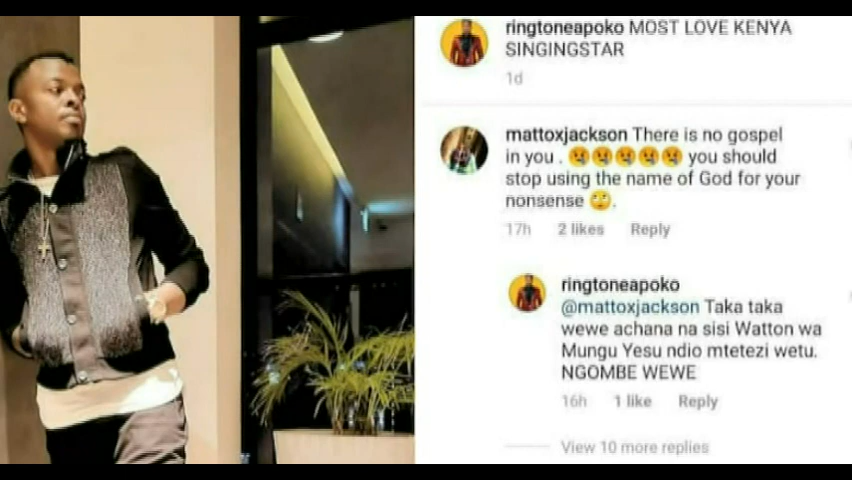 ringtoneapoko MOST LOVE KENYA
SINGINGSTAR
1d
mattoxjackson There is no gospel
in you . 😢😢😢😢😢 you should
stop using the name of God for your
nonsense 🙄.
17h 2 likes Reply
ringtoneapoko
@mattoxjackson Taka taka
wewe achana na sisi Watton wa
Mungu Yesu ndio mtetezi wetu.
NGOMBE WEWE
16h 1 like Reply
View 10 more replies